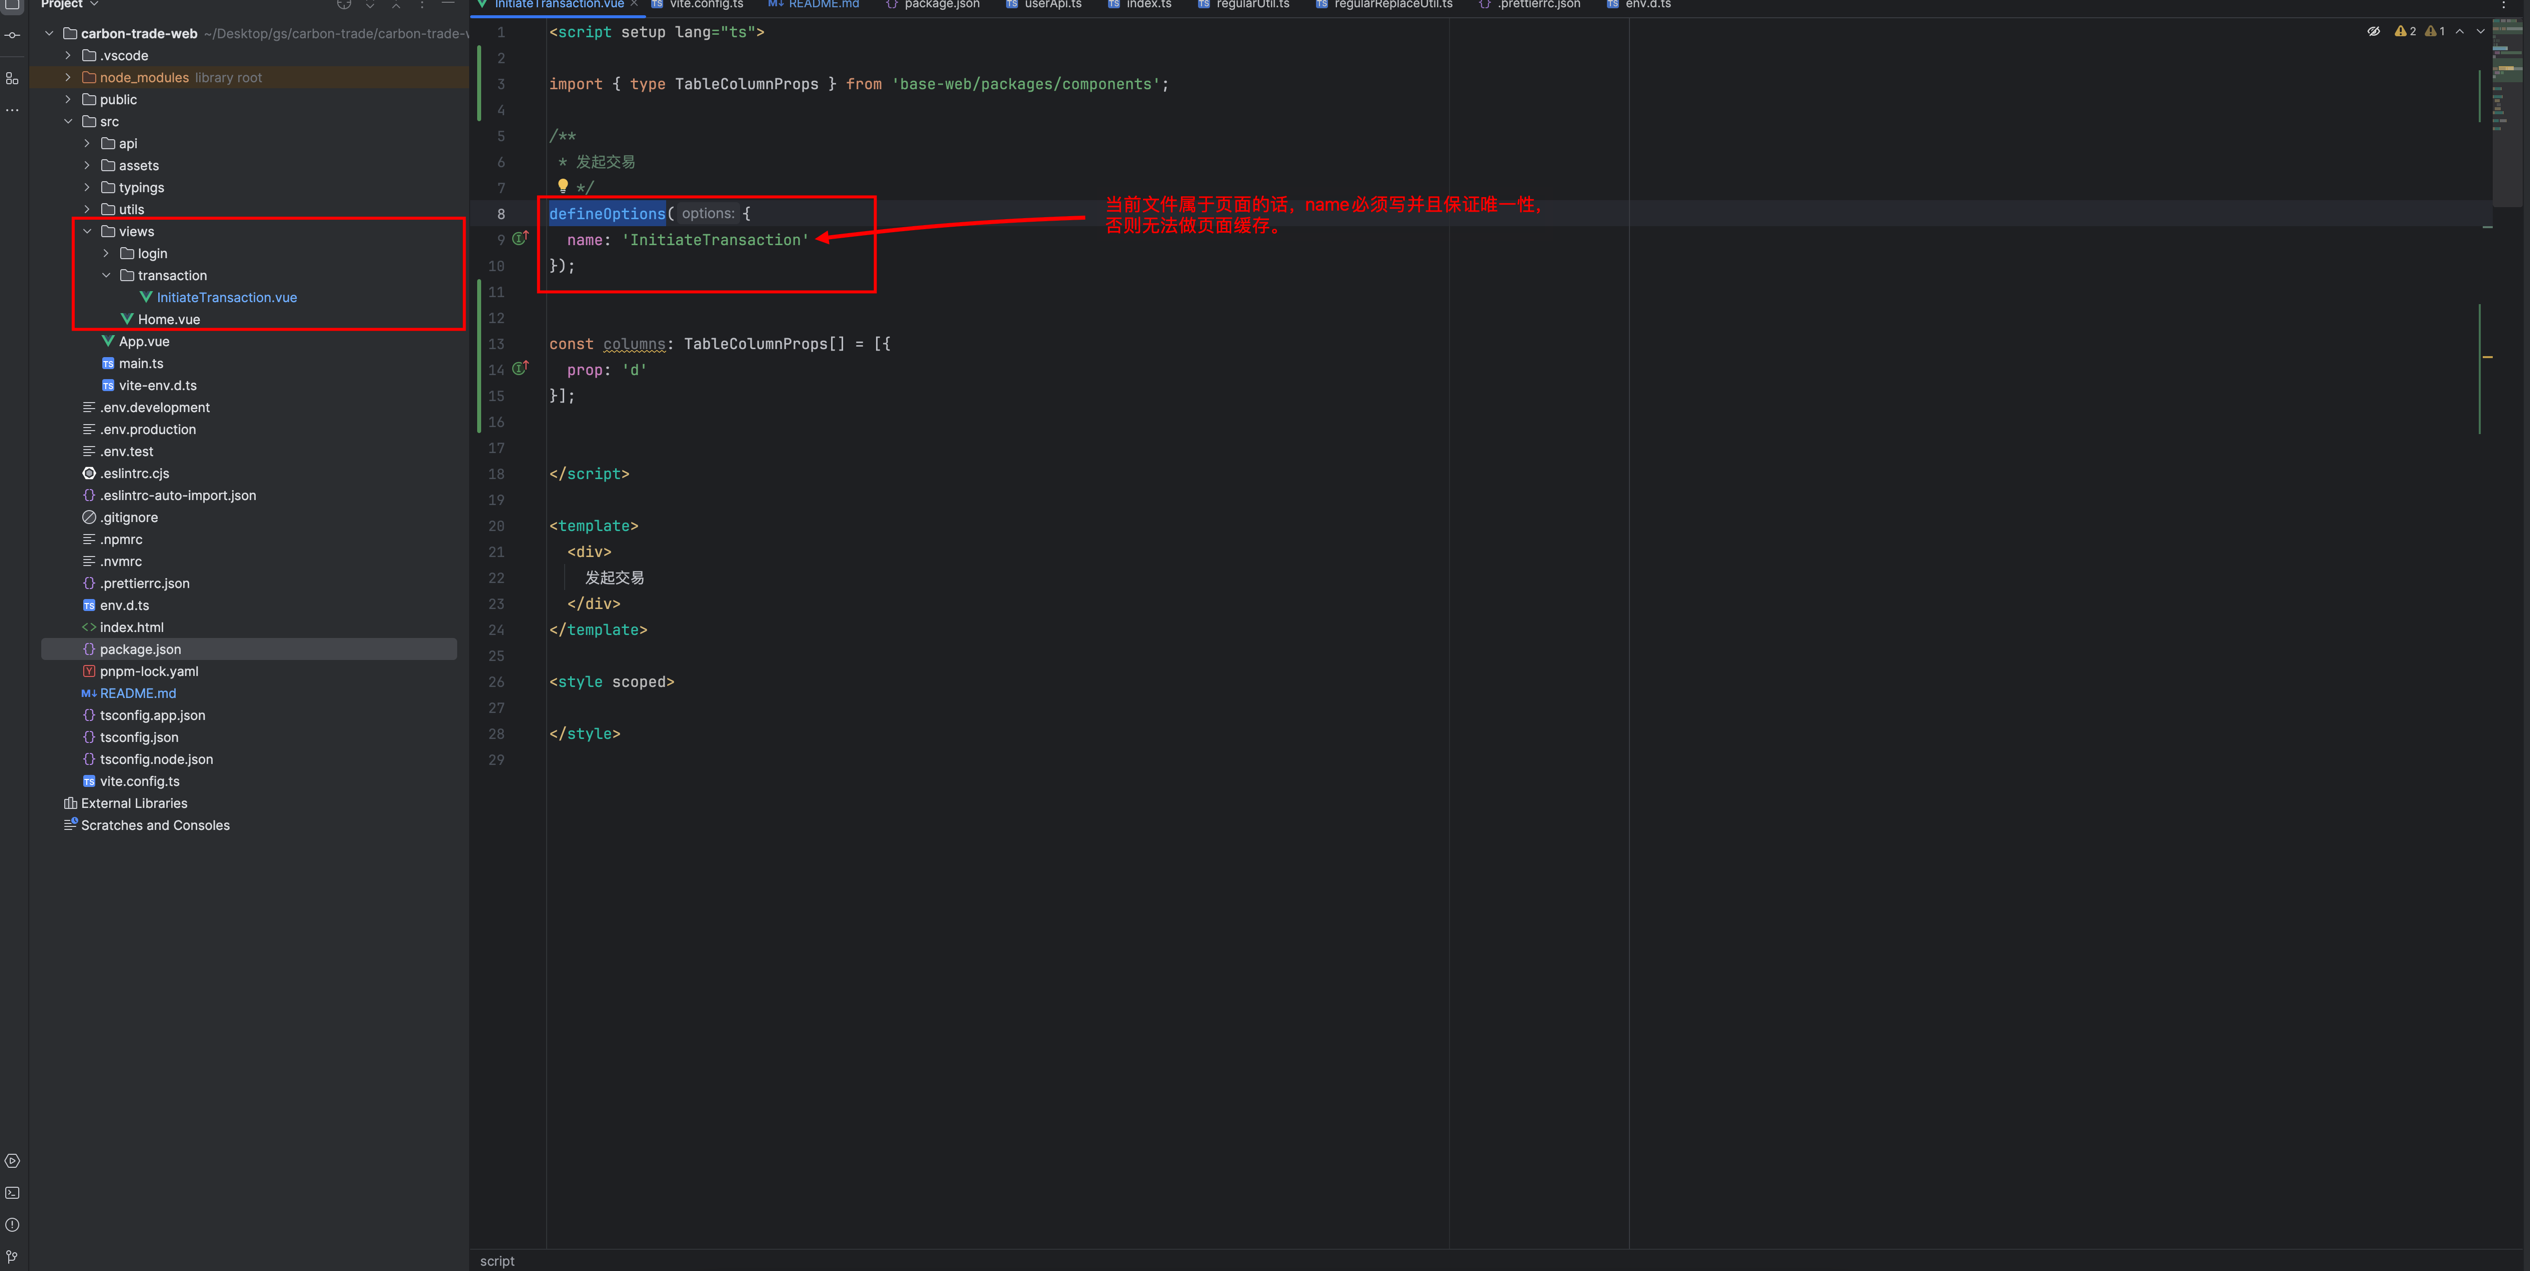 Project
InitiateTransaction.vue
vite.config.ts
README.md
package.json
userApi.ts
index.ts
regularUtil.ts
regularReplaceUtil.ts
.prettierrc.json
env.d.ts
carbon-trade-web ~/Desktop/gs/carbon-trade/carbon-trade-w
.vscode
node_modules library root
public
src
api
assets
typings
utils
views
login
transaction
InitiateTransaction.vue
Home.vue
App.vue
main.ts
vite-env.d.ts
.env.development
.env.production
.env.test
.eslintrc.cjs
.eslintrc-auto-import.json
.gitignore
.npmrc
.nvmrc
.prettierrc.json
env.d.ts
index.html
package.json
pnpm-lock.yaml
README.md
tsconfig.app.json
tsconfig.json
tsconfig.node.json
vite.config.ts
External Libraries
Scratches and Consoles
2 1
1 <script setup lang="ts">
2
3 import { type TableColumnProps } from 'base-web/packages/components';
4
5 /**
6 * 发起交易
7 */
8 defineOptions( options: {
9 name: 'InitiateTransaction'
10 });
11
12
13 const columns: TableColumnProps[] = [{
14 prop: 'd'
15 }];
16
17
18 </script>
19
20 <template>
21 <div>
22 发起交易
23 </div>
24 </template>
25
26 <style scoped>
27
28 </style>
29
当前文件属于页面的话，name必须写并且保证唯一性，
否则无法做页面缓存。
script